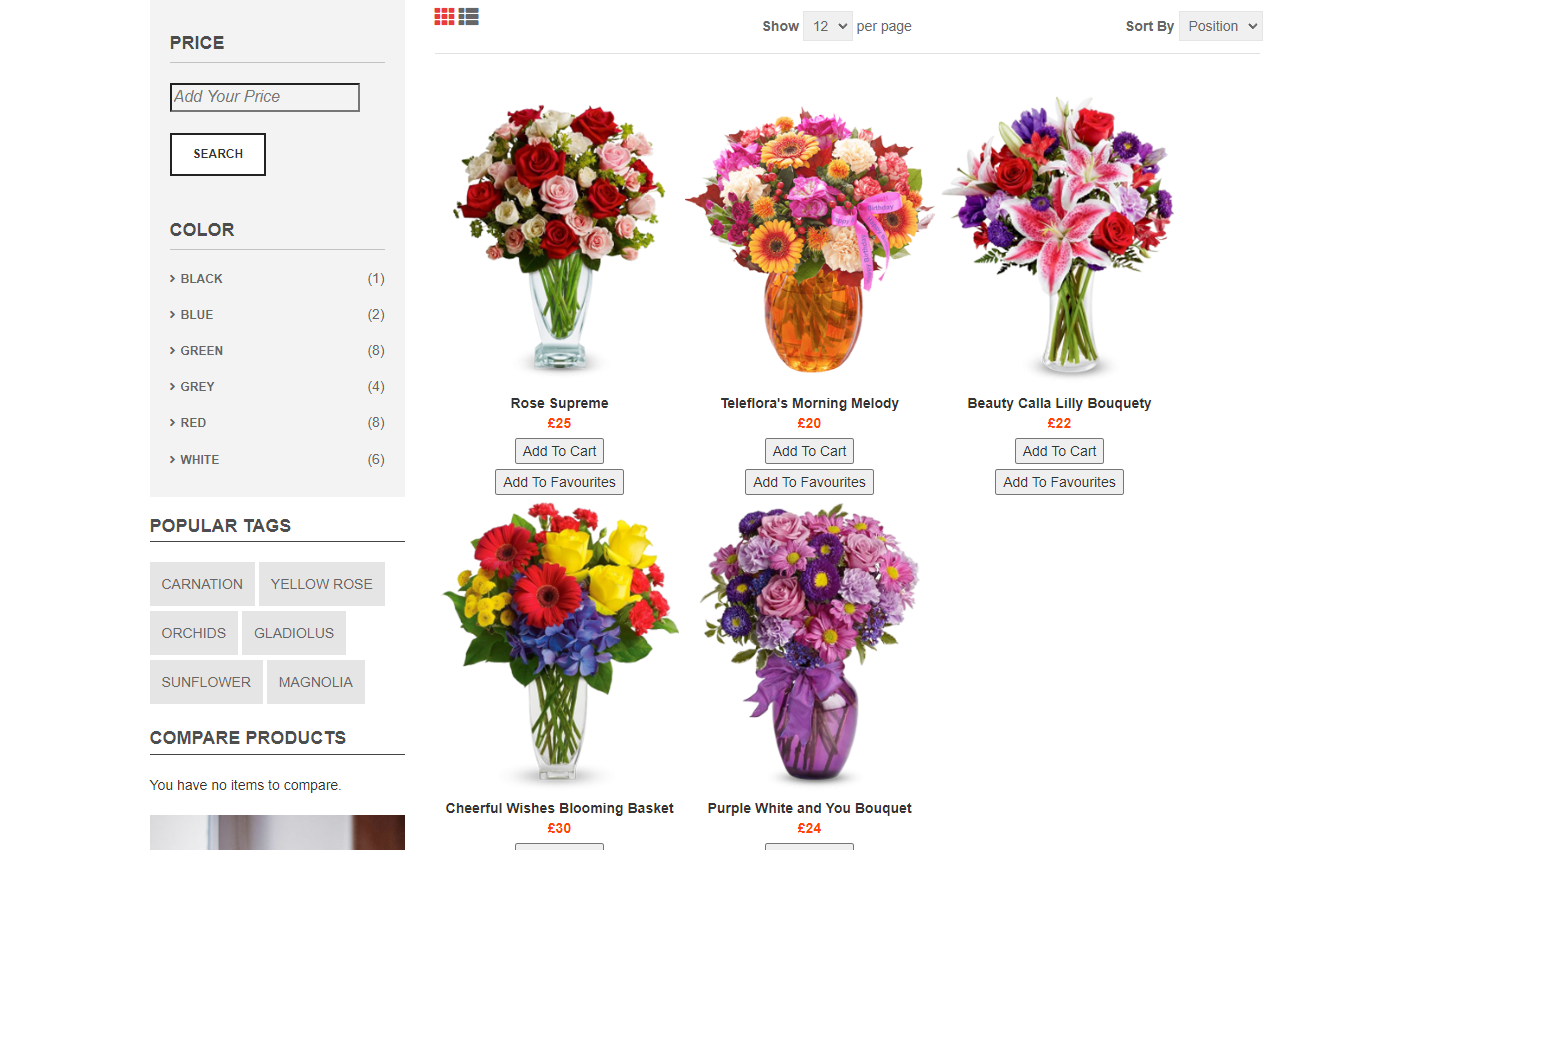 PRICE
Add Your Price
SEARCH
COLOR
BLACK (1)
BLUE (2)
GREEN (8)
GREY (4)
RED (8)
WHITE (6)
POPULAR TAGS
CARNATION YELLOW ROSE
ORCHIDS GLADIOLUS
SUNFLOWER MAGNOLIA
COMPARE PRODUCTS
You have no items to compare.
Show 12 per page
Sort By Position
Rose Supreme
£25
Add To Cart
Add To Favourites
Teleflora's Morning Melody
£20
Add To Cart
Add To Favourites
Beauty Calla Lilly Bouquety
£22
Add To Cart
Add To Favourites
Cheerful Wishes Blooming Basket
£30
Purple White and You Bouquet
£24